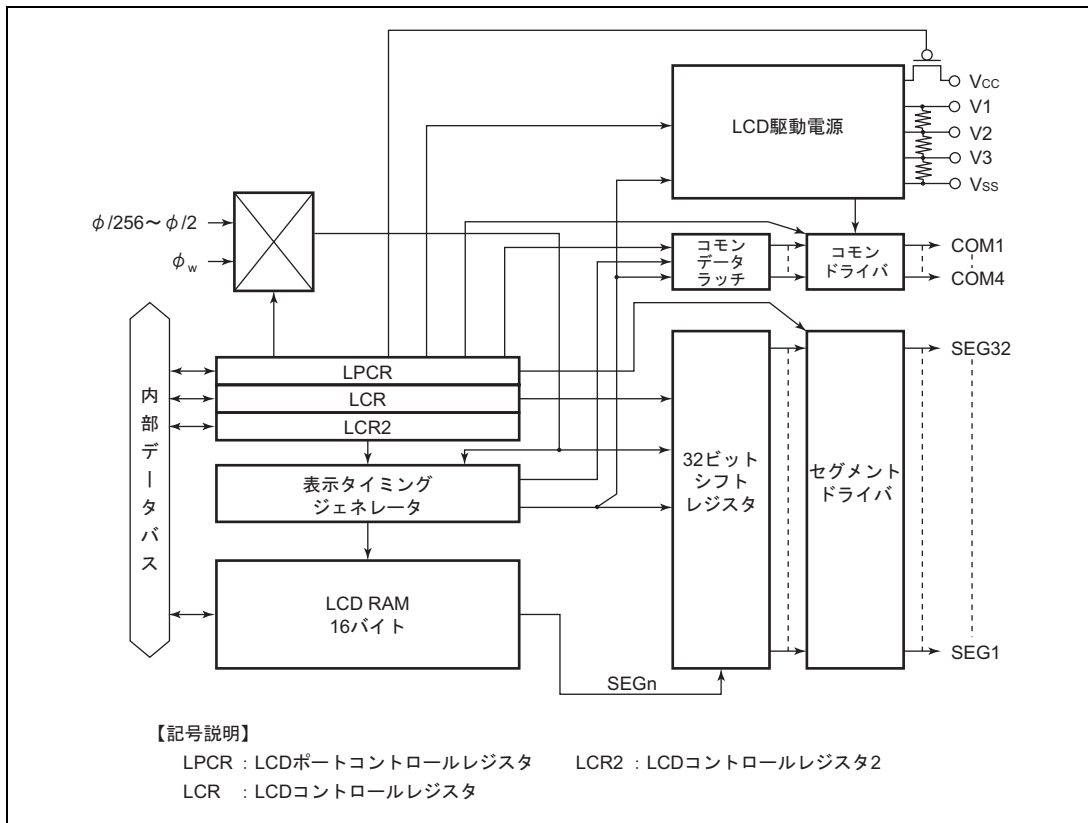 VCC
V1
LCD駆動電源
V2
V3
VSS
φ/256～φ/2
φw
コモン
データ
ラッチ
コモン
ドライバ
COM1
COM4
内部データバス
LPCR
LCR
LCR2
表示タイミング
ジェネレータ
LCD RAM
16バイト
SEGn
32ビット
シフト
レジスタ
セグメント
ドライバ
SEG32
SEG1
【記号説明】
LPCR ：LCDポートコントロールレジスタ LCR2 ：LCDコントロールレジスタ2
LCR ：LCDコントロールレジスタ